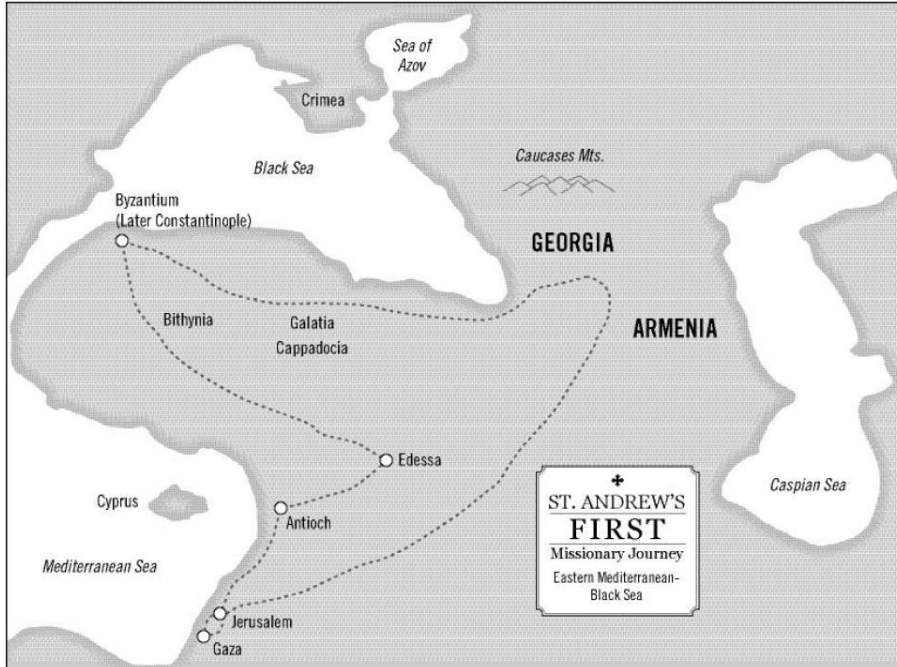 Sea of
Azov
Crimea
Black Sea
Caucases Mts.
Byzantium
(Later Constantinople)
GEORGIA
Bithynia
Galatia
Cappadocia
ARMENIA
Edessa
Cyprus
Antioch
Caspian Sea
Mediterranean Sea
Jerusalem
Gaza
ST. ANDREW'S
FIRST
Missionary Journey
Eastern Mediterranean-
Black Sea